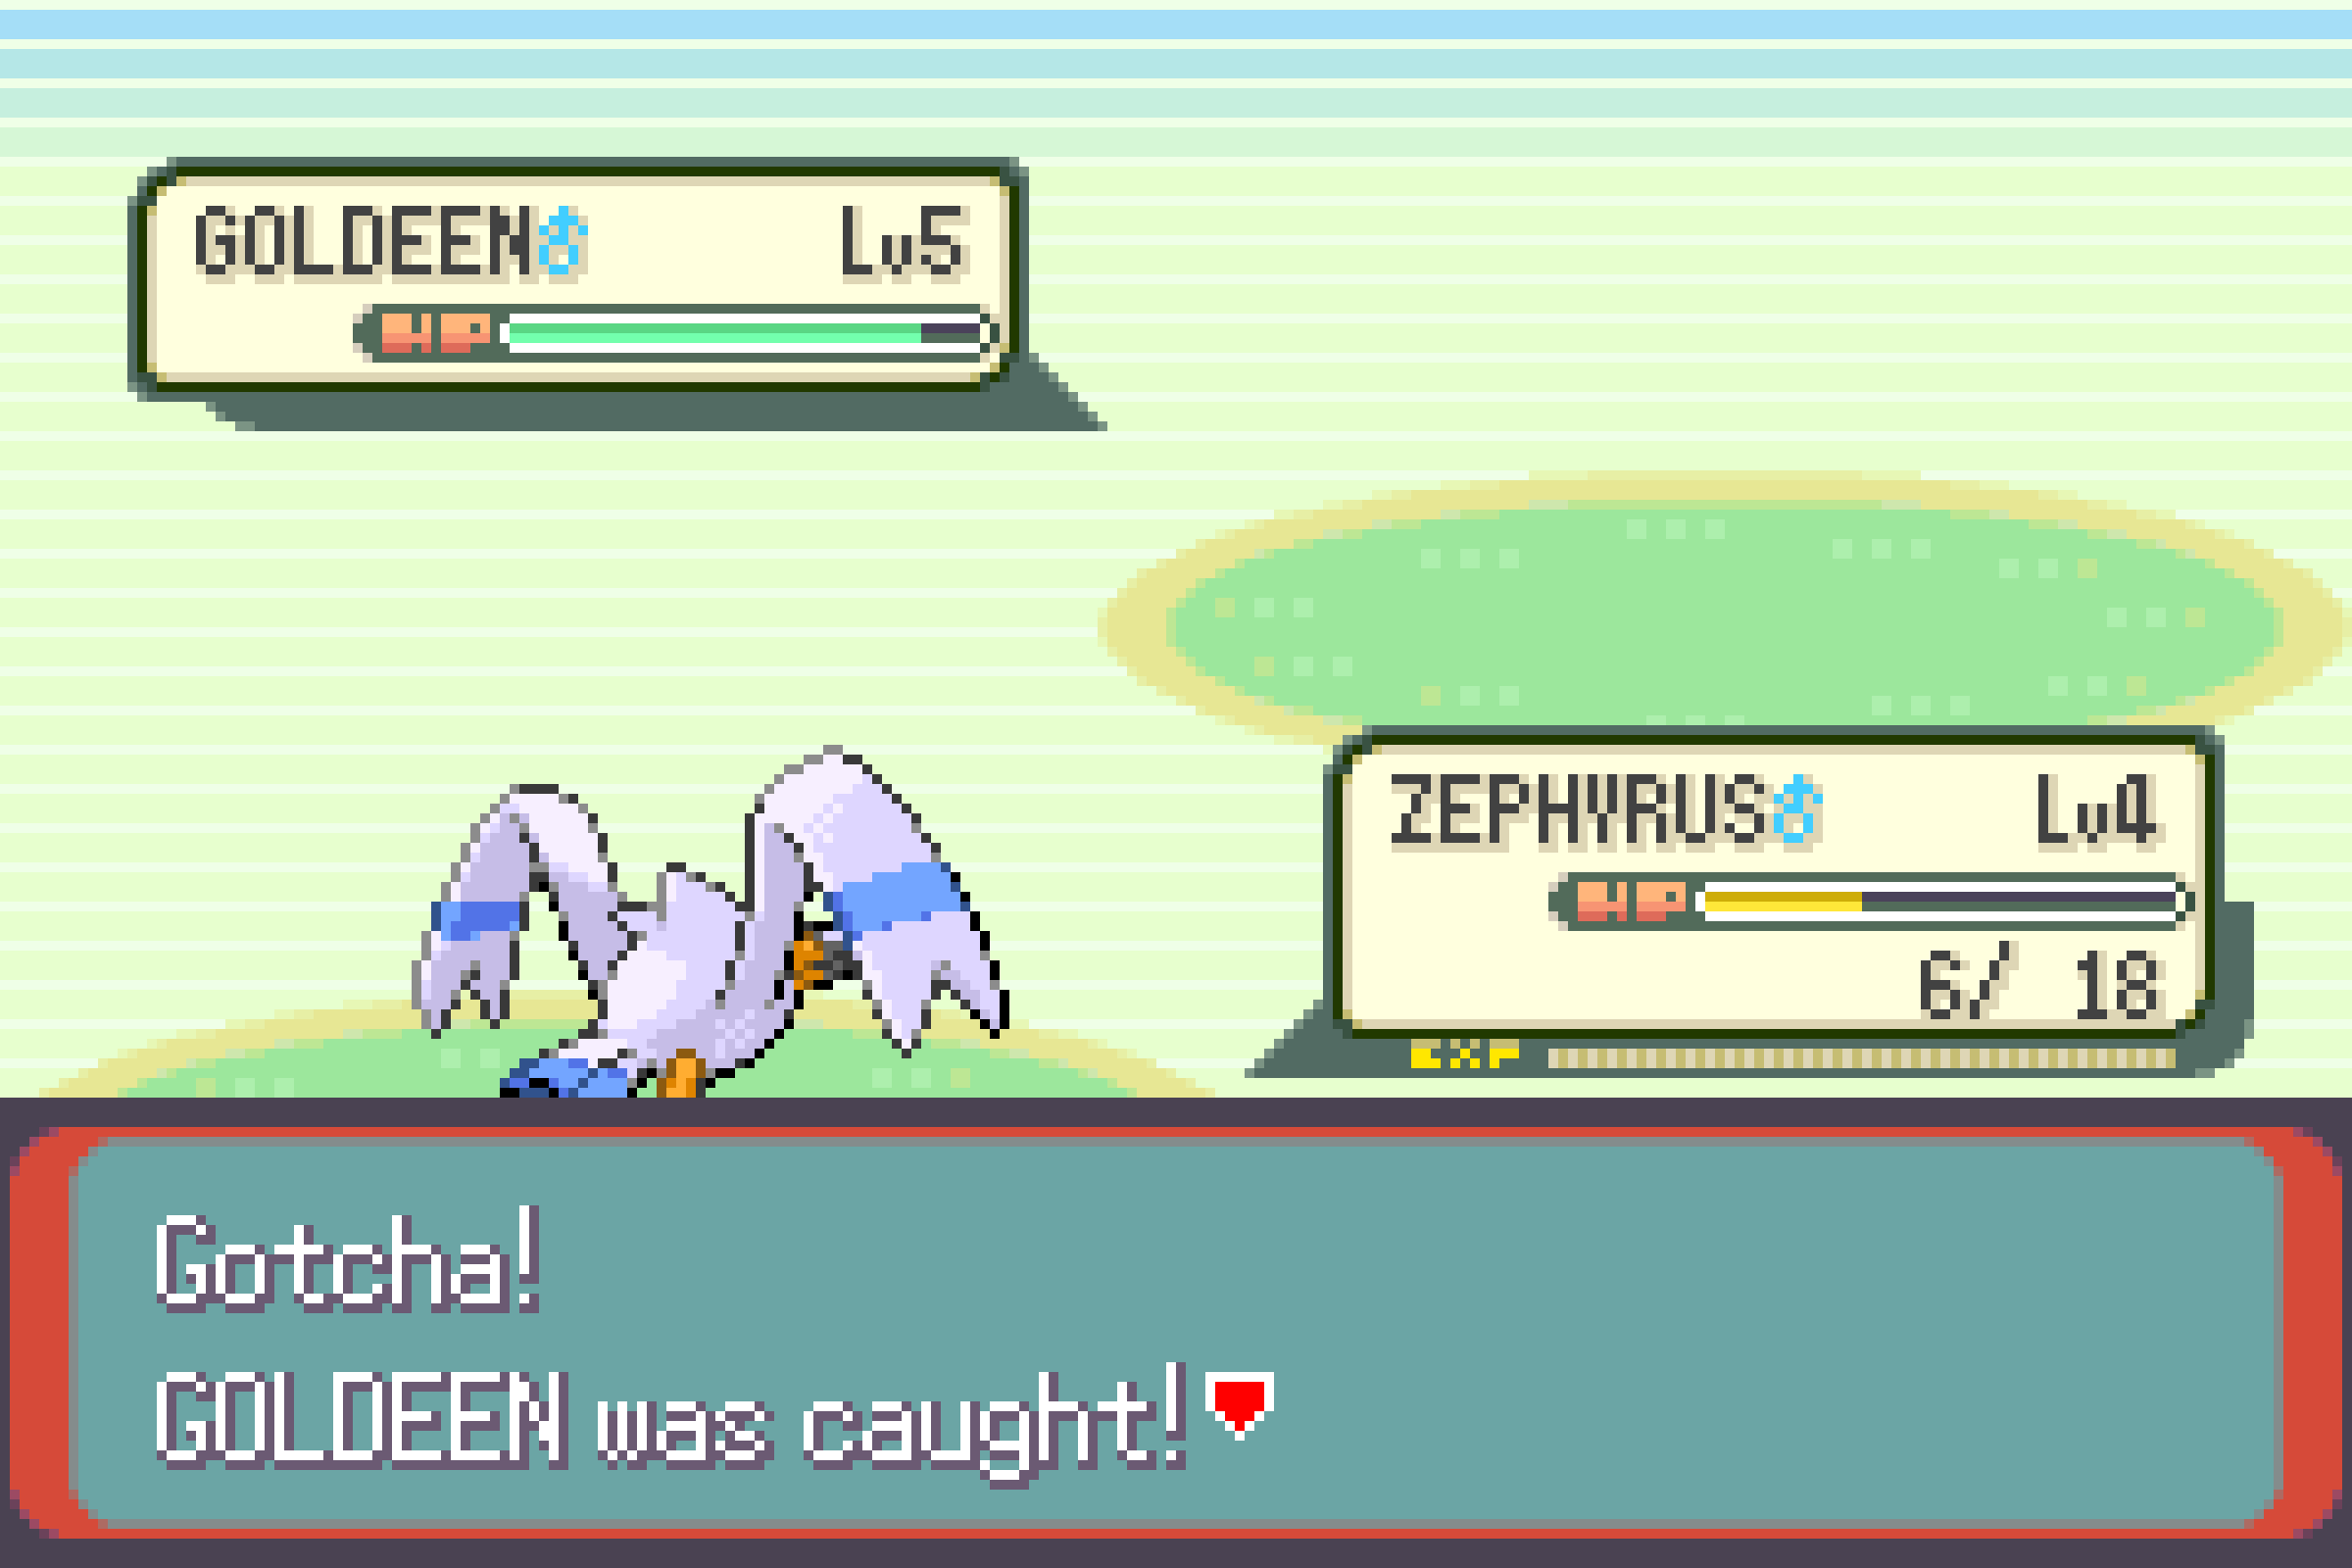 GOLDEEN♂ Lv5
HP
ZEPHYRUS♂ Lv4
HP
6/ 18
EXP
Gotcha!
GOLDEEN was caught!♥